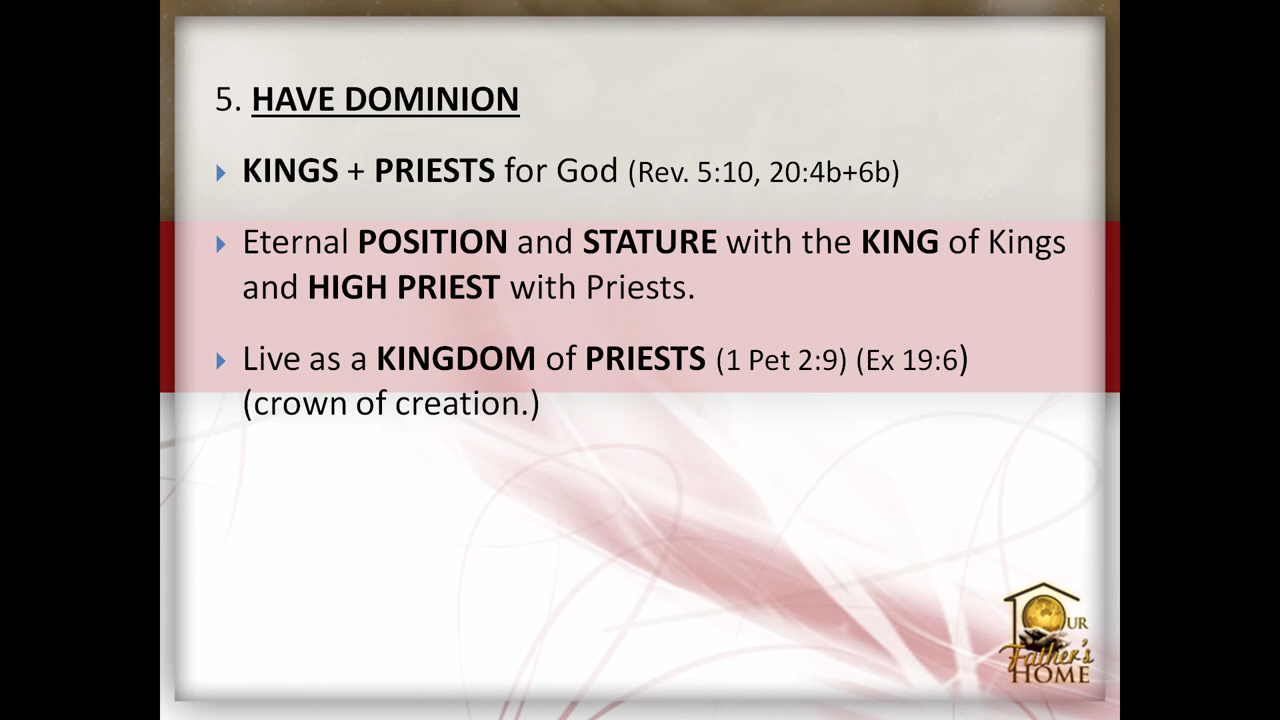 5. HAVE DOMINION
KINGS + PRIESTS for God (Rev. 5:10, 20:4b+6b)
Eternal POSITION and STATURE with the KING of Kings
and HIGH PRIEST with Priests.
Live as a KINGDOM of PRIESTS (1 Pet 2:9) (Ex 19:6)
(crown of creation.)
OUR
Father's
HOME